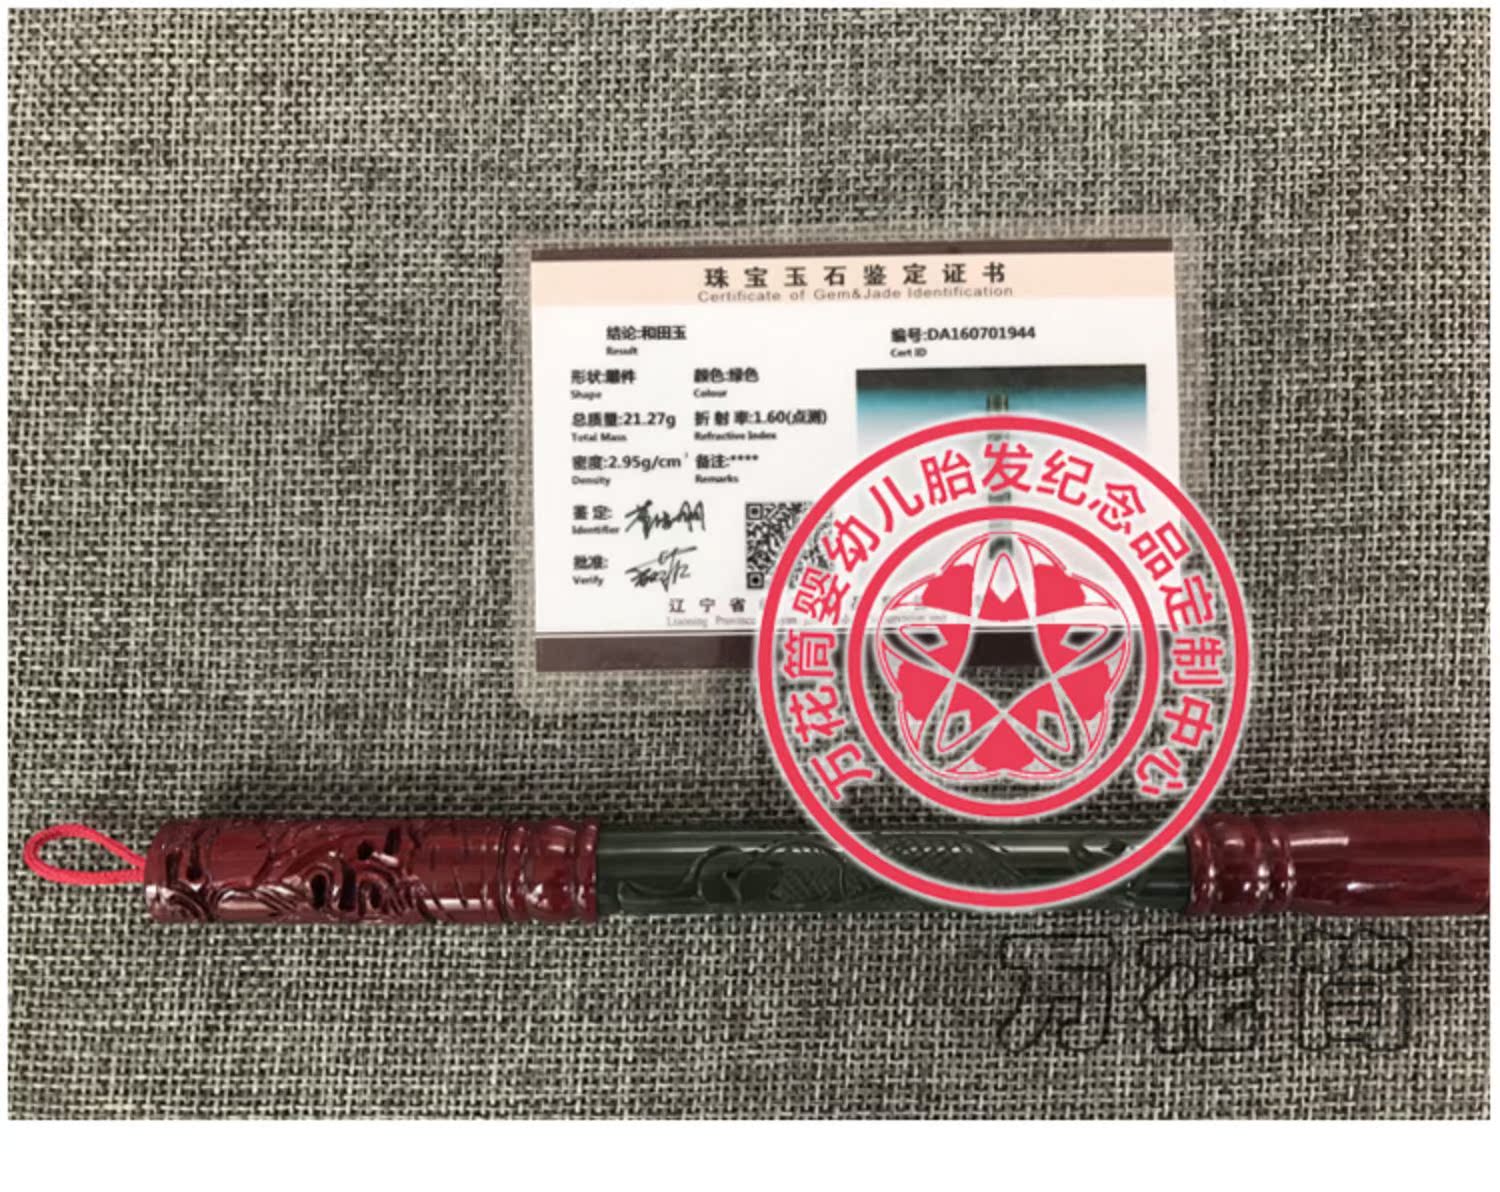 珠宝玉石鉴定证书
Certificate of Gem&Jade Identification
结论:和田玉
Result
编号:DA160701944
Cert ID
形状:雕件
Shape
颜色:绿色
Colour
总质量:21.27g
Total Mass
折射率:1.60(点测)
Refractive Index
密度:2.95g/cm³
Density
备注:****
Remarks
鉴定:
Identifier
批准:
Verify
辽宁省
Liaoning Province
万花筒婴幼儿胎发纪念品定制中心
万花筒